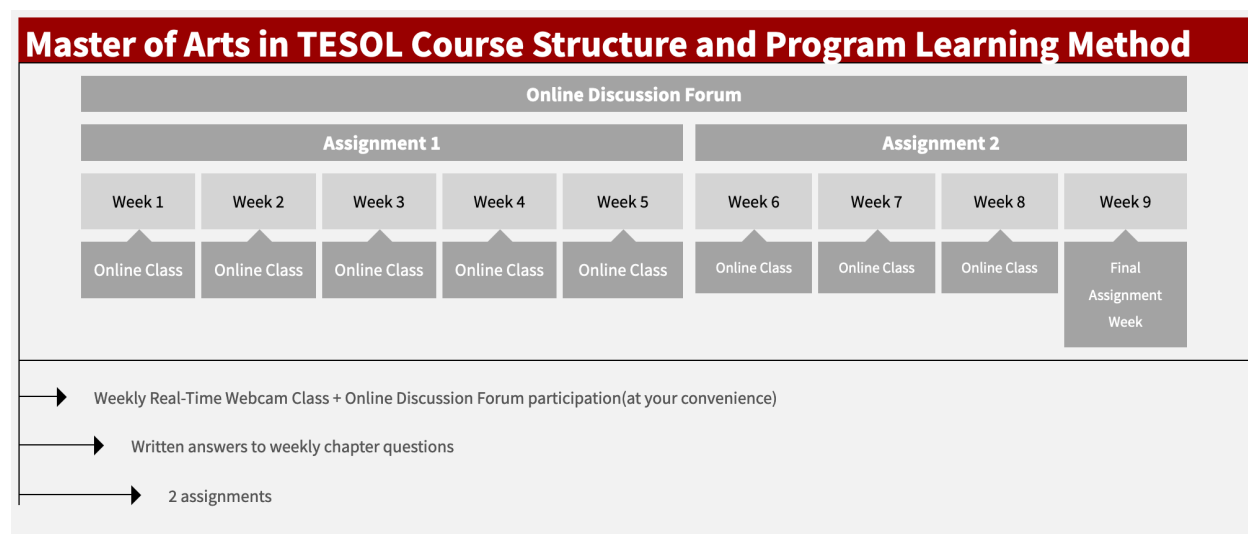 Master of Arts in TESOL Course Structure and Program Learning Method
Online Discussion Forum
Assignment 1
Assignment 2
Week 1
Week 2
Week 3
Week 4
Week 5
Week 6
Week 7
Week 8
Week 9
Online Class
Online Class
Online Class
Online Class
Online Class
Online Class
Online Class
Online Class
Final
Assignment
Week
Weekly Real-Time Webcam Class + Online Discussion Forum participation(at your convenience)
Written answers to weekly chapter questions
2 assignments